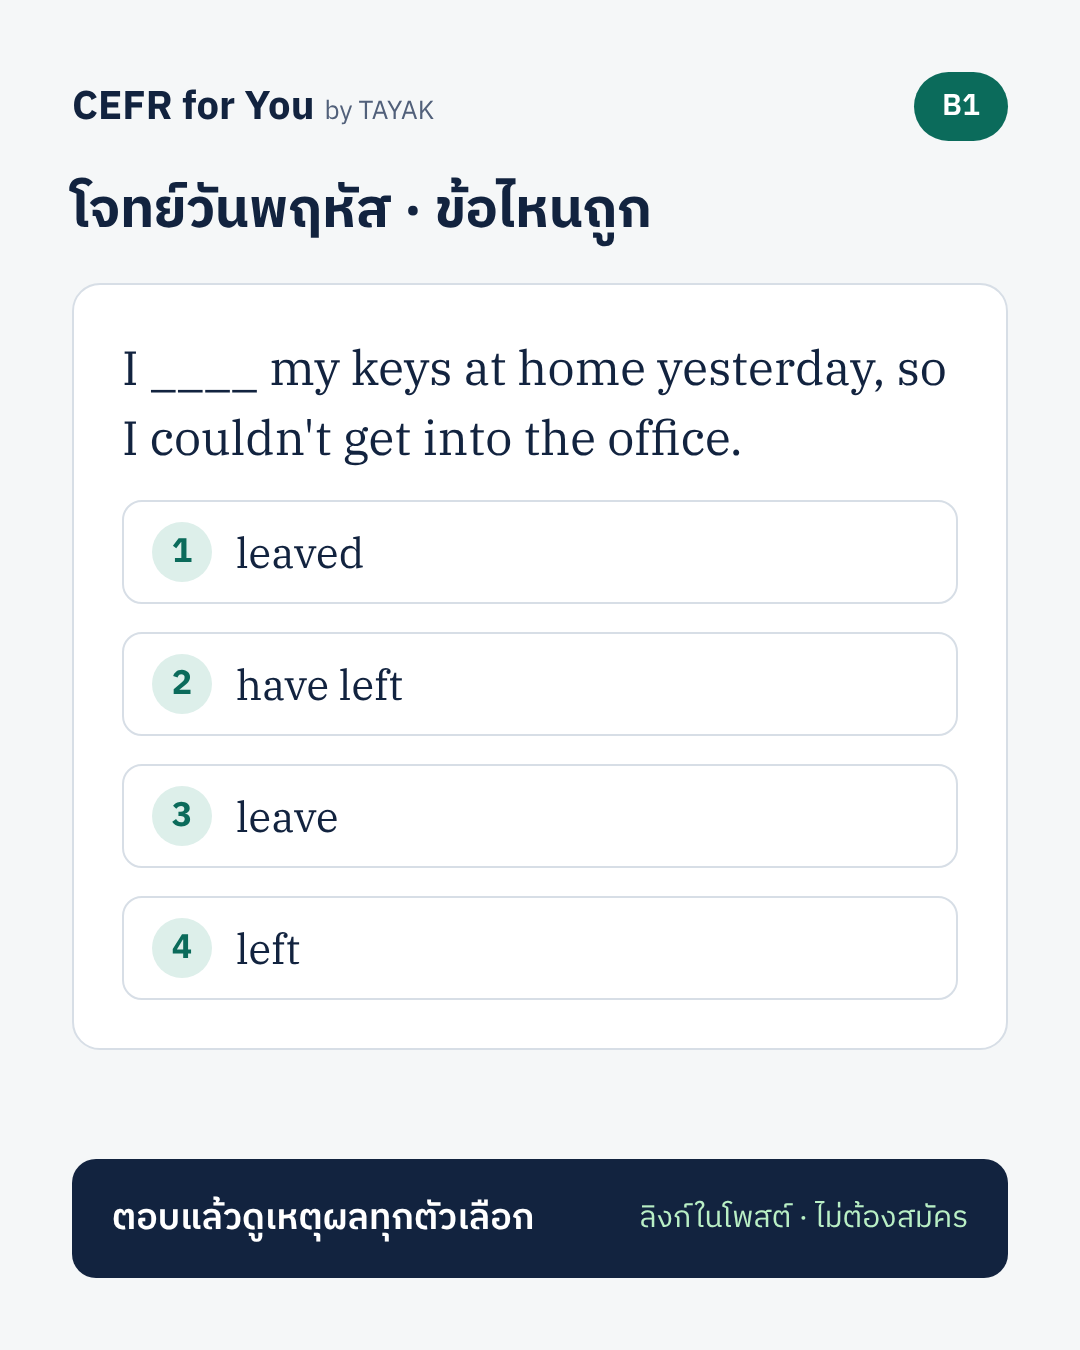 CEFR for You by TAYAK
B1
โจทย์วันพฤหัส · ข้อไหนถูก
I ____ my keys at home yesterday, so
I couldn't get into the office.
1 leaved
2 have left
3 leave
4 left
ตอบแล้วดูเหตุผลทุกตัวเลือก
ลิงก์ในโพสต์ · ไม่ต้องสมัคร